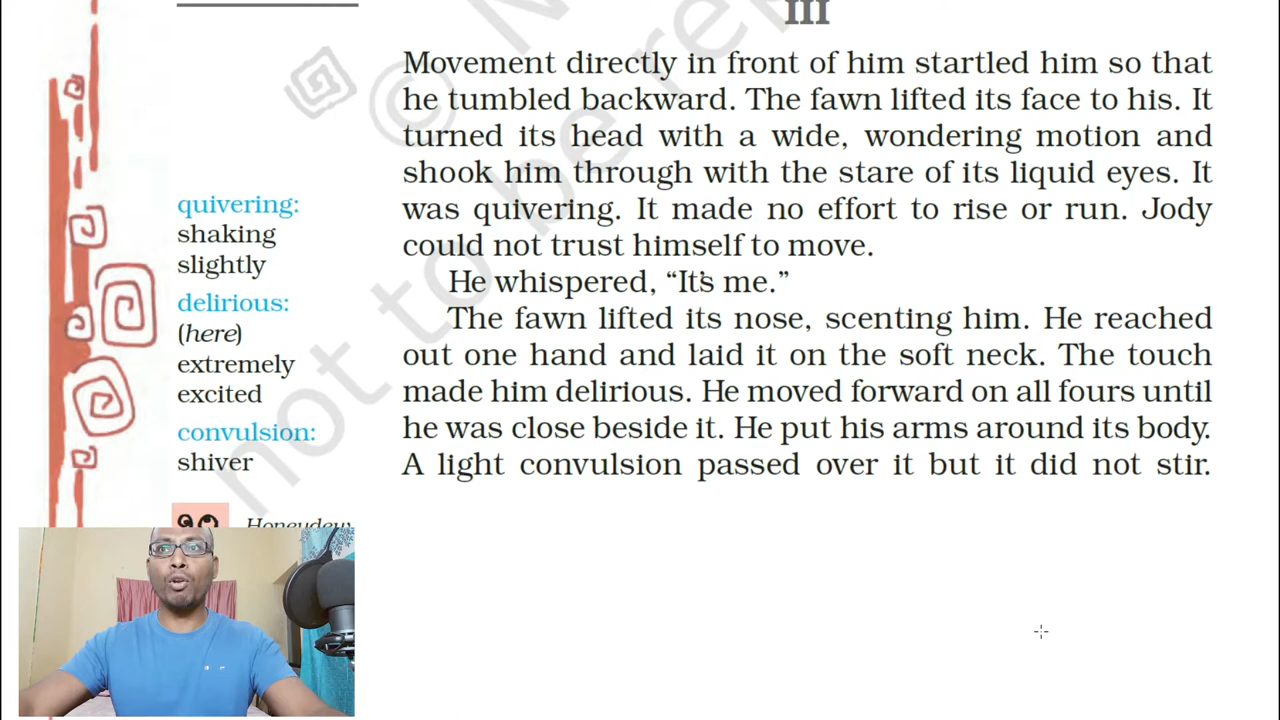 III
Movement directly in front of him startled him so that
he tumbled backward. The fawn lifted its face to his. It
turned its head with a wide, wondering motion and
shook him through with the stare of its liquid eyes. It
was quivering. It made no effort to rise or run. Jody
could not trust himself to move.
He whispered, “It’s me.”
The fawn lifted its nose, scenting him. He reached
out one hand and laid it on the soft neck. The touch
made him delirious. He moved forward on all fours until
he was close beside it. He put his arms around its body.
A light convulsion passed over it but it did not stir.
quivering:
shaking
slightly
delirious:
(here)
extremely
excited
convulsion:
shiver
Honeydew
© N
not to be re